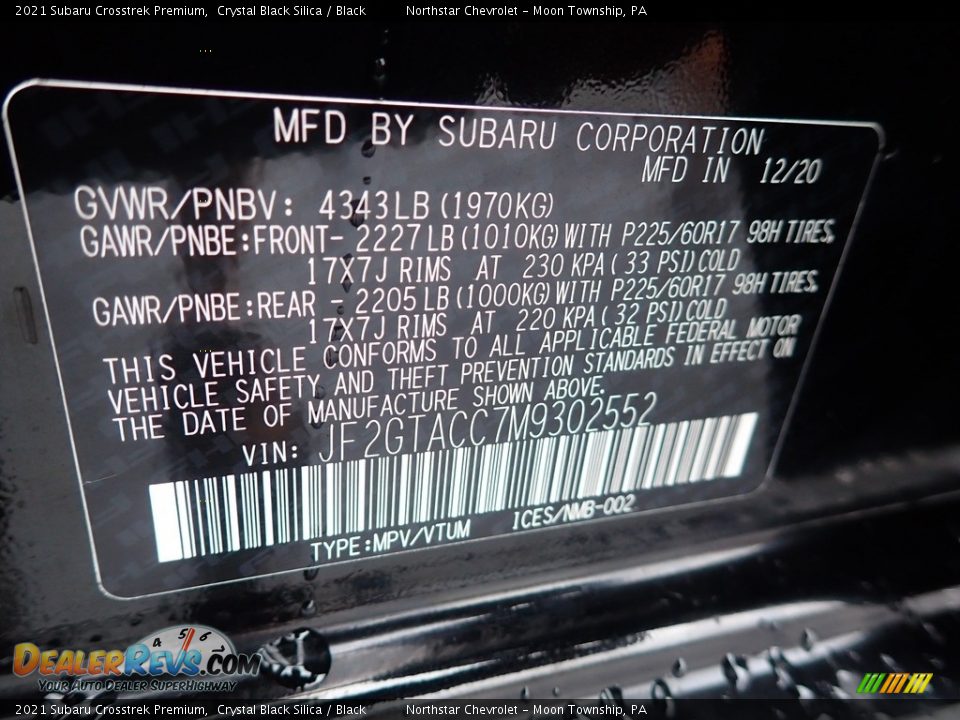 2021 Subaru Crosstrek Premium, Crystal Black Silica / Black Northstar Chevrolet - Moon Township, PA
MFD BY SUBARU CORPORATION
MFD IN 12/20
GVWR/PNBV: 4343LB (1970KG)
GAWR/PNBE:FRONT- 2227LB(1010KG)WITH P225/60R17 98H TIRES,
17X7J RIMS AT 230 KPA( 33 PSI)COLD
GAWR/PNBE:REAR - 2205LB(1000KG)WITH P225/60R17 98H TIRES,
17X7J RIMS AT 220 KPA( 32 PSI)COLD
THIS VEHICLE CONFORMS TO ALL APPLICABLE FEDERAL MOTOR
VEHICLE SAFETY AND THEFT PREVENTION STANDARDS IN EFFECT ON
THE DATE OF MANUFACTURE SHOWN ABOVE.
VIN: JF2GTACC7M9302552
TYPE:MPV/VTUM ICES/NMB-002
4 5 6
DealerRevs.com
Your Auto Dealer SuperHighway
2021 Subaru Crosstrek Premium, Crystal Black Silica / Black Northstar Chevrolet - Moon Township, PA